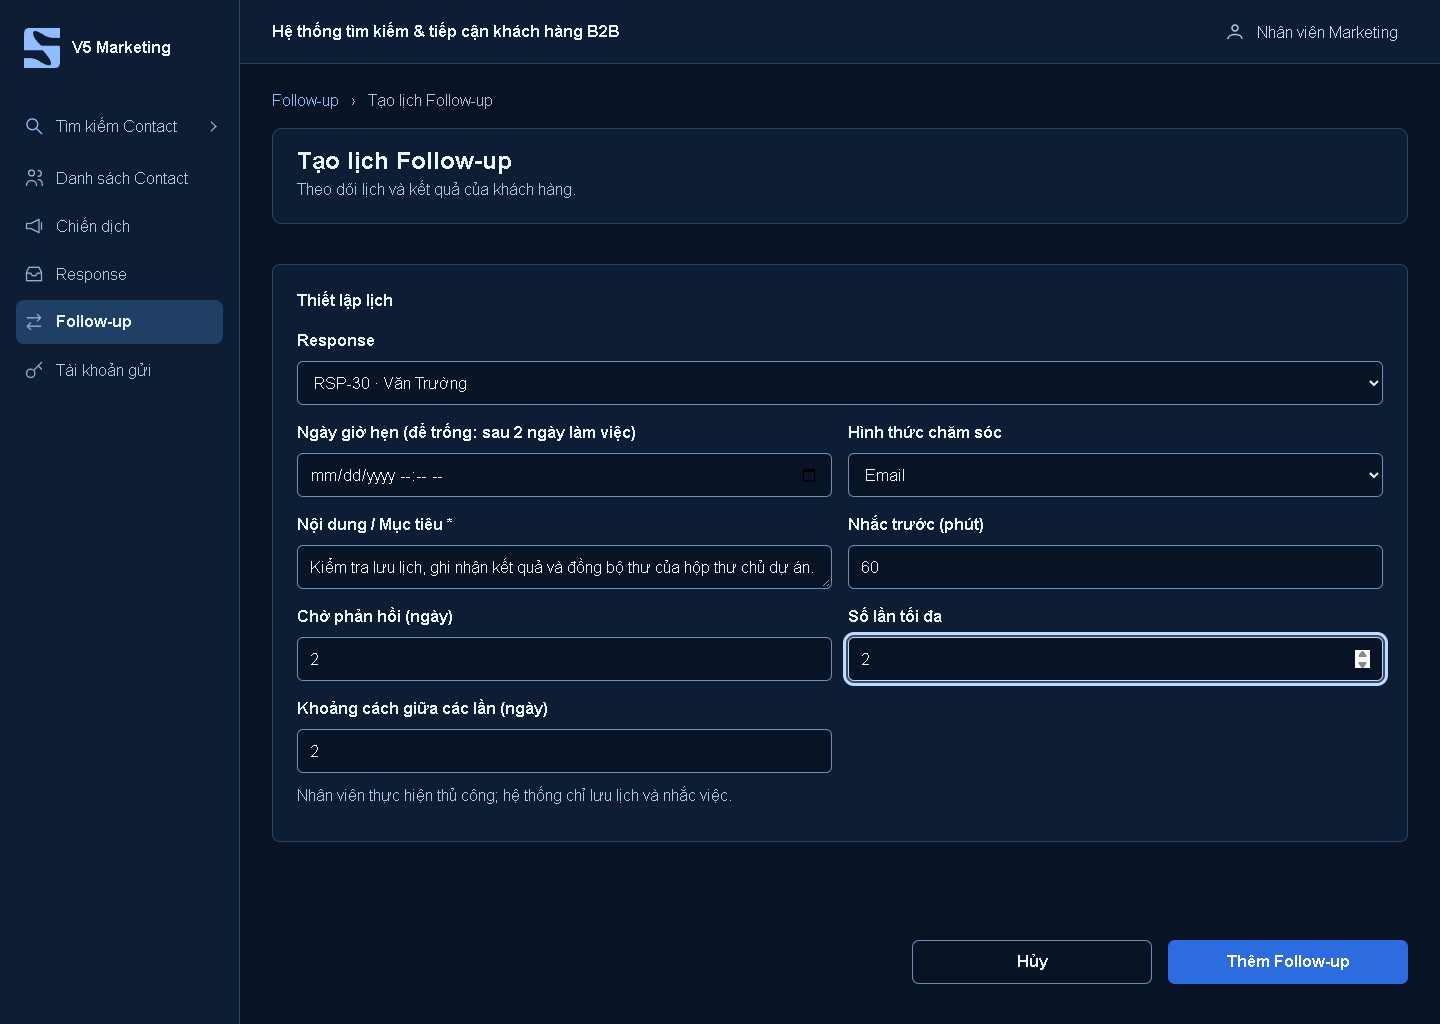 V5 Marketing
Hệ thống tìm kiếm & tiếp cận khách hàng B2B
Nhân viên Marketing
Tìm kiếm Contact
Danh sách Contact
Chiến dịch
Response
Follow-up
Tài khoản gửi
Follow-up › Tạo lịch Follow-up
Tạo lịch Follow-up
Theo dõi lịch và kết quả của khách hàng.
Thiết lập lịch
Response
RSP-30 · Văn Trường
Ngày giờ hẹn (để trống: sau 2 ngày làm việc)
Hình thức chăm sóc
mm/dd/yyyy --:-- --
Email
Nội dung / Mục tiêu *
Nhắc trước (phút)
Kiểm tra lưu lịch, ghi nhận kết quả và đồng bộ thư của hộp thư chủ dự án.
60
Chờ phản hồi (ngày)
Số lần tối đa
2
2
Khoảng cách giữa các lần (ngày)
2
Nhân viên thực hiện thủ công; hệ thống chỉ lưu lịch và nhắc việc.
Hủy
Thêm Follow-up